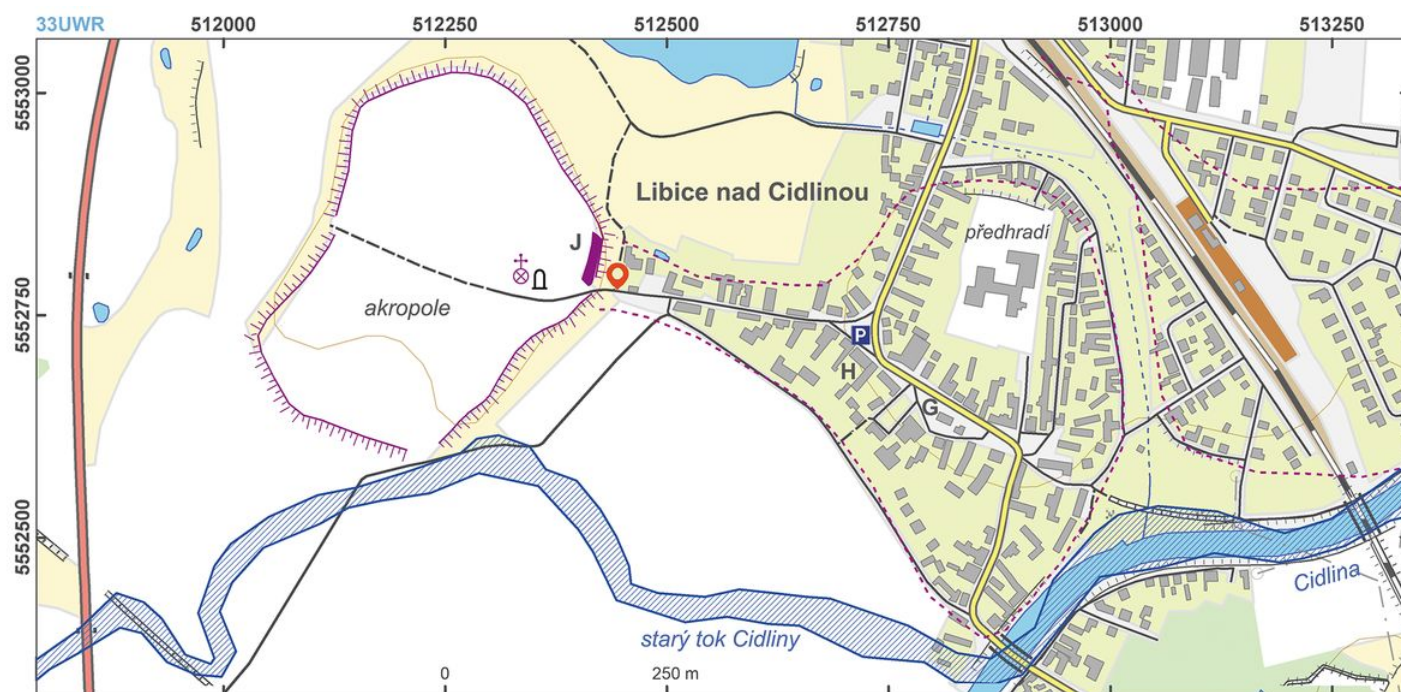 33UWR
512000
512250
512500
512750
513000
513250
5553000
5552750
5552500
Libice nad Cidlinou
předhradí
J
akropole
P
H
G
Cidlina
starý tok Cidliny
0
250 m